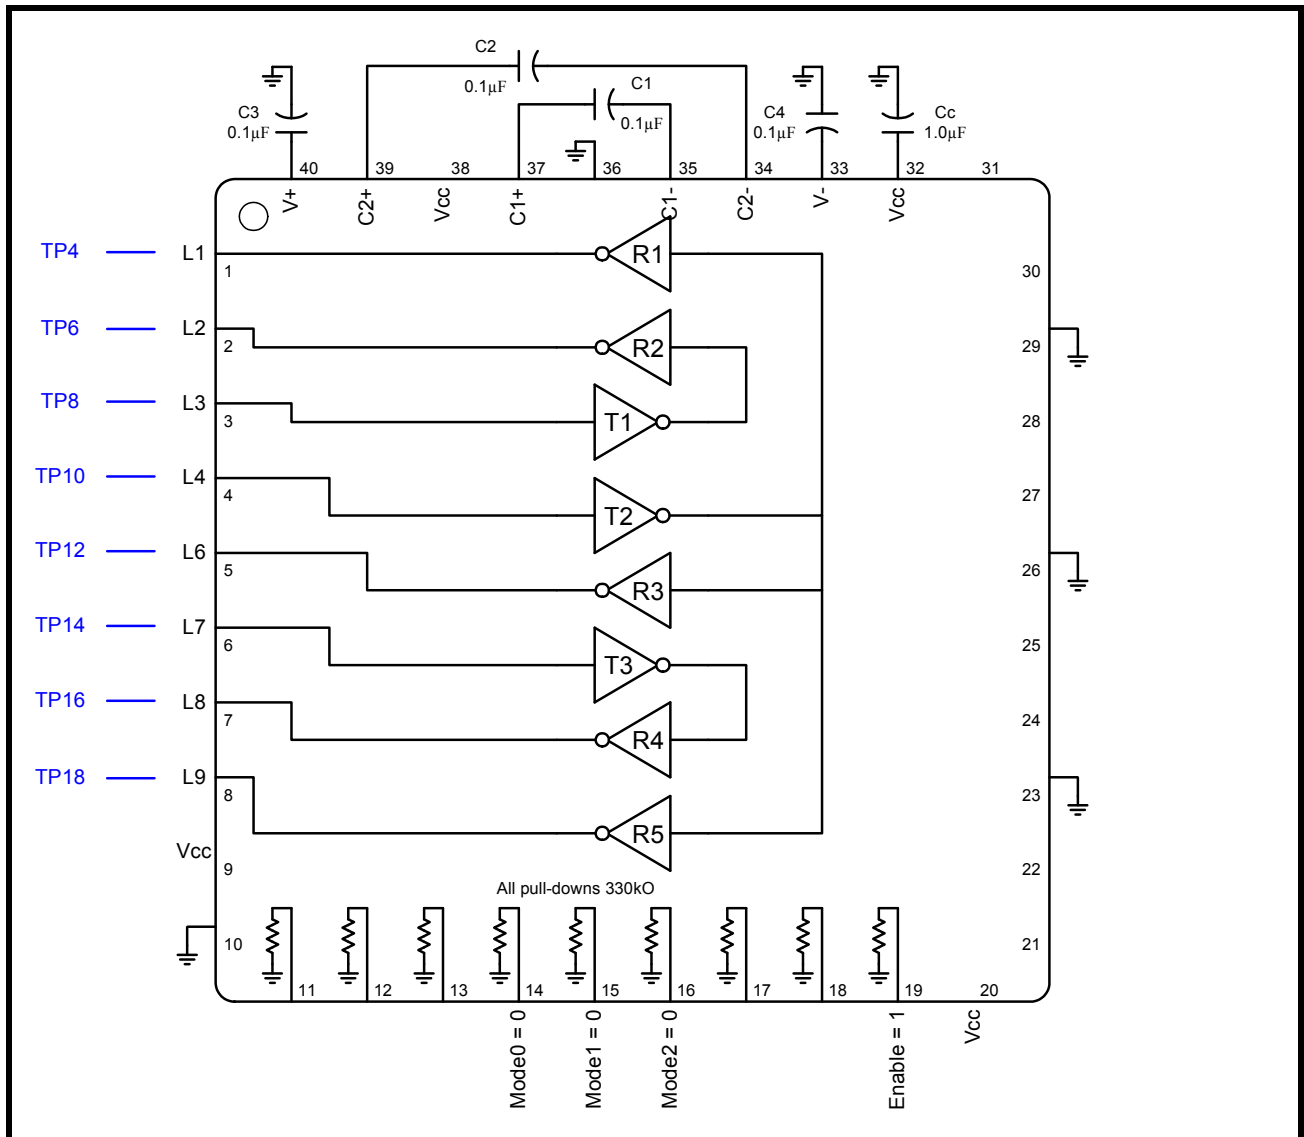 C2
0.1µF
C1
0.1µF
C3
0.1µF
C4
0.1µF
Cc
1.0µF
40
39
38
37
36
35
34
33
32
31
V+
C2+
Vcc
C1+
C1-
C2-
V-
Vcc
TP4
L1
R1
1
30
TP6
L2
R2
2
29
TP8
L3
T1
3
28
TP10
L4
T2
4
27
TP12
L6
R3
5
26
TP14
L7
T3
6
25
TP16
L8
R4
7
24
TP18
L9
R5
8
23
Vcc
9
22
All pull-downs 330kO
10
21
11
12
13
14
15
16
17
18
19
20
Mode0 = 0
Mode1 = 0
Mode2 = 0
Enable = 1
Vcc